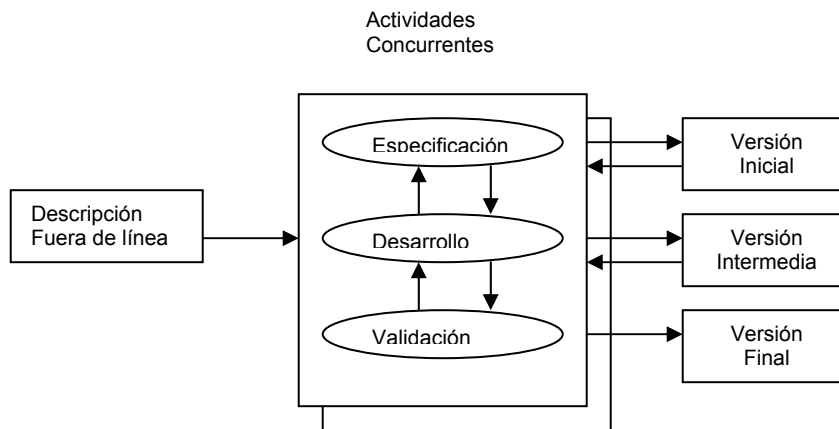 Actividades
Concurrentes
Especificación
Versión
Inicial
Descripción
Fuera de línea
Desarrollo
Versión
Intermedia
Validación
Versión
Final